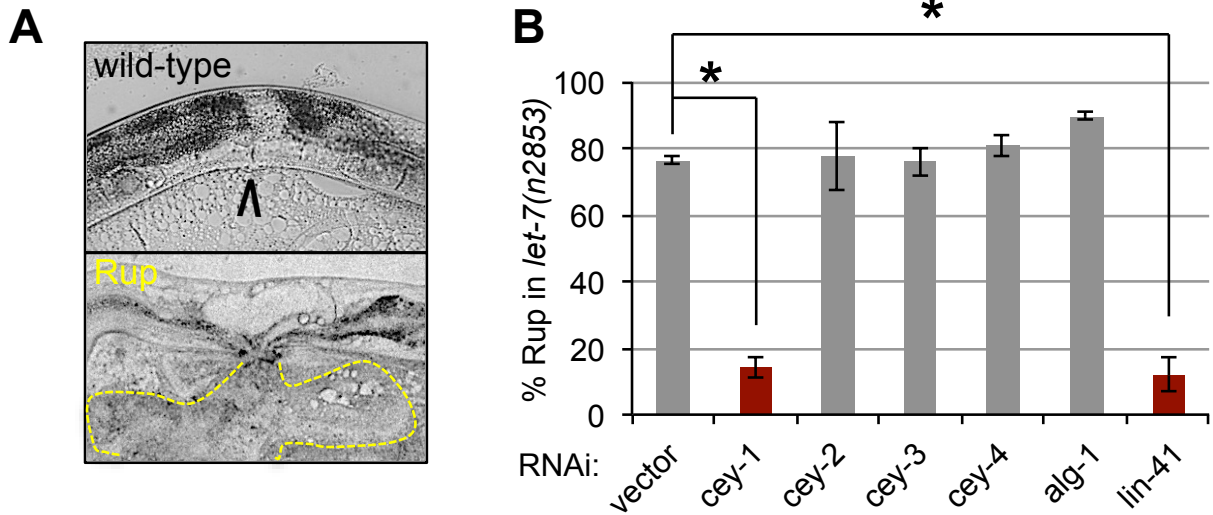 A
wild-type
∧
Rup
B
*
*
% Rup in let-7(n2853)
100
80
60
40
20
0
RNAi:
vector
cey-1
cey-2
cey-3
cey-4
alg-1
lin-41